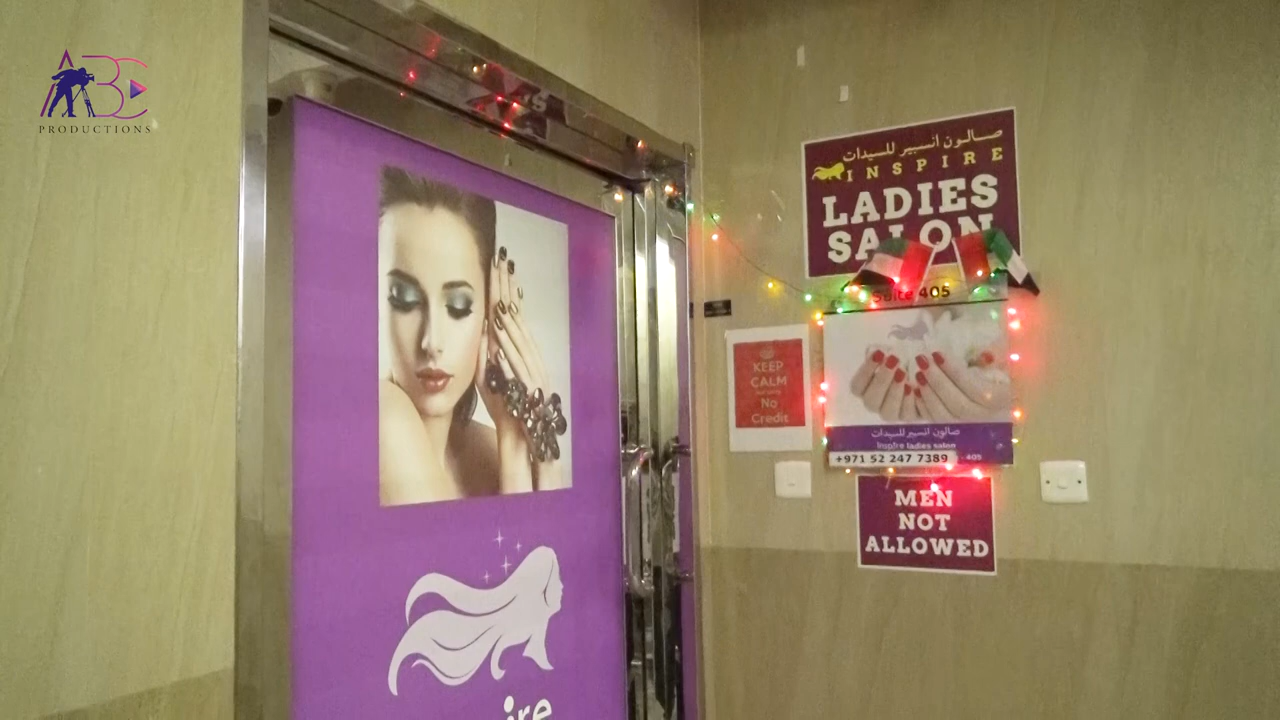 ABE
PRODUCTIONS
صالون انسبير للسيدات
INSPIRE
LADIES
SALON
Suite 405
KEEP
CALM
No
Credit
صالون انسبير للسيدات
Inspire ladies salon
+971 52 247 7389 - 405
MEN
NOT
ALLOWED
ire